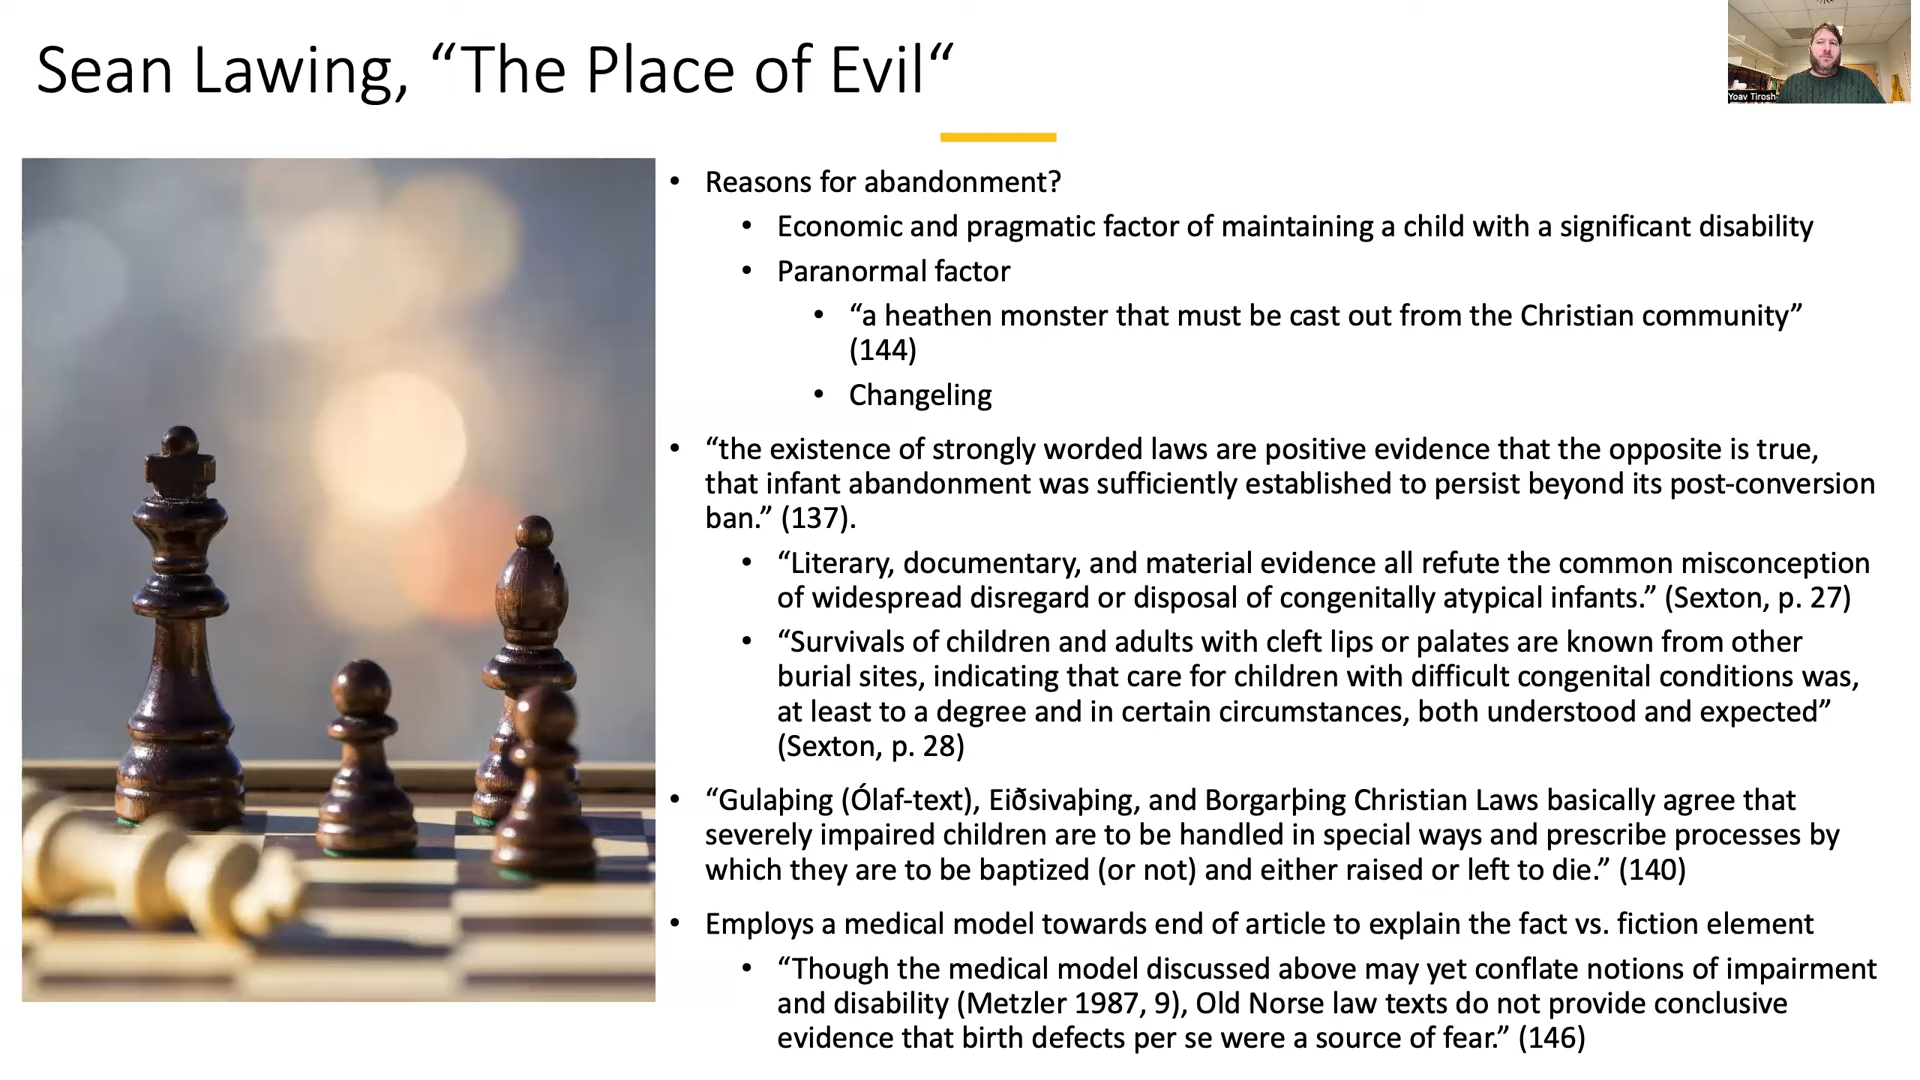 Sean Lawing, “The Place of Evil“
Yoav Tirosh
• Reasons for abandonment?
• Economic and pragmatic factor of maintaining a child with a significant disability
• Paranormal factor
• “a heathen monster that must be cast out from the Christian community”
(144)
• Changeling
• “the existence of strongly worded laws are positive evidence that the opposite is true,
that infant abandonment was sufficiently established to persist beyond its post-conversion
ban.” (137).
• “Literary, documentary, and material evidence all refute the common misconception
of widespread disregard or disposal of congenitally atypical infants.” (Sexton, p. 27)
• “Survivals of children and adults with cleft lips or palates are known from other
burial sites, indicating that care for children with difficult congenital conditions was,
at least to a degree and in certain circumstances, both understood and expected”
(Sexton, p. 28)
• “Gulaþing (Ólaf-text), Eiðsivaþing, and Borgarþing Christian Laws basically agree that
severely impaired children are to be handled in special ways and prescribe processes by
which they are to be baptized (or not) and either raised or left to die.” (140)
• Employs a medical model towards end of article to explain the fact vs. fiction element
• “Though the medical model discussed above may yet conflate notions of impairment
and disability (Metzler 1987, 9), Old Norse law texts do not provide conclusive
evidence that birth defects per se were a source of fear.” (146)